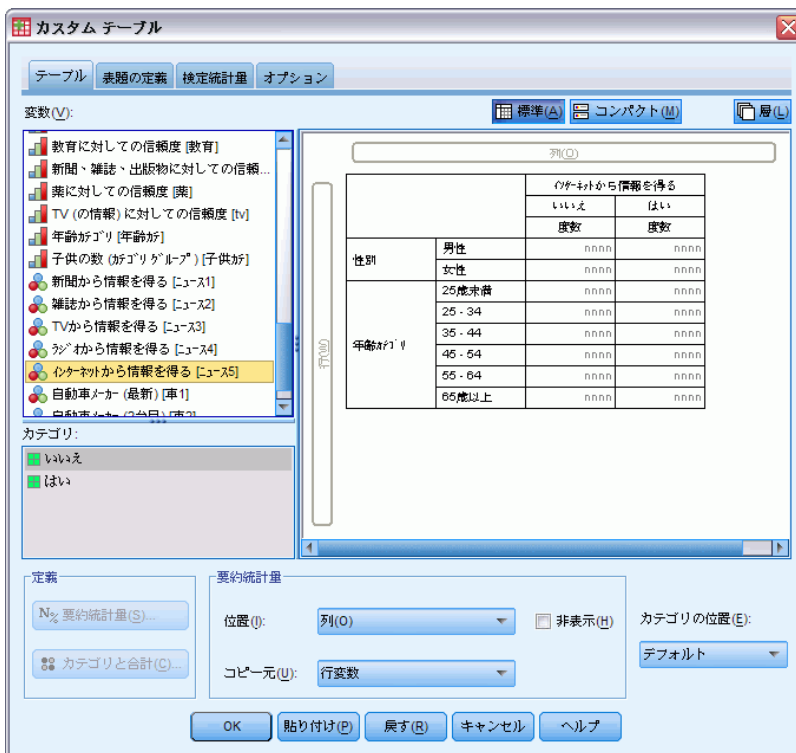 カスタム テーブル
テーブル 表題の定義 検定統計量 オプション
変数(V):
標準(A) コンパクト(M) 層(L)
教育に対しての信頼度 [教育]
新聞、雑誌、出版物に対しての信頼...
薬に対しての信頼度 [薬]
TV (の情報) に対しての信頼度 [tv]
年齢カテゴリ [年齢カテ]
子供の数 (カテゴリ グループ) [子供カテ]
新聞から情報を得る [ニュース1]
雑誌から情報を得る [ニュース2]
TVから情報を得る [ニュース3]
ラジオから情報を得る [ニュース4]
インターネットから情報を得る [ニュース5]
自動車メーカー (最新) [車1]
自動車メーカー (2台目) [車2]
カテゴリ:
いいえ
はい
列(O)
行(W)
インターネットから情報を得る
いいえ はい
度数 度数
性別 男性 nnnn nnnn
女性 nnnn nnnn
年齢カテゴリ 25歳未満 nnnn nnnn
25 - 34 nnnn nnnn
35 - 44 nnnn nnnn
45 - 54 nnnn nnnn
55 - 64 nnnn nnnn
65歳以上 nnnn nnnn
定義
N% 要約統計量(S)...
カテゴリと合計(C)...
要約統計量
位置(I): 列(O) 非表示(H)
コピー元(U): 行変数
カテゴリの位置(E):
デフォルト
OK 貼り付け(P) 戻す(R) キャンセル ヘルプ